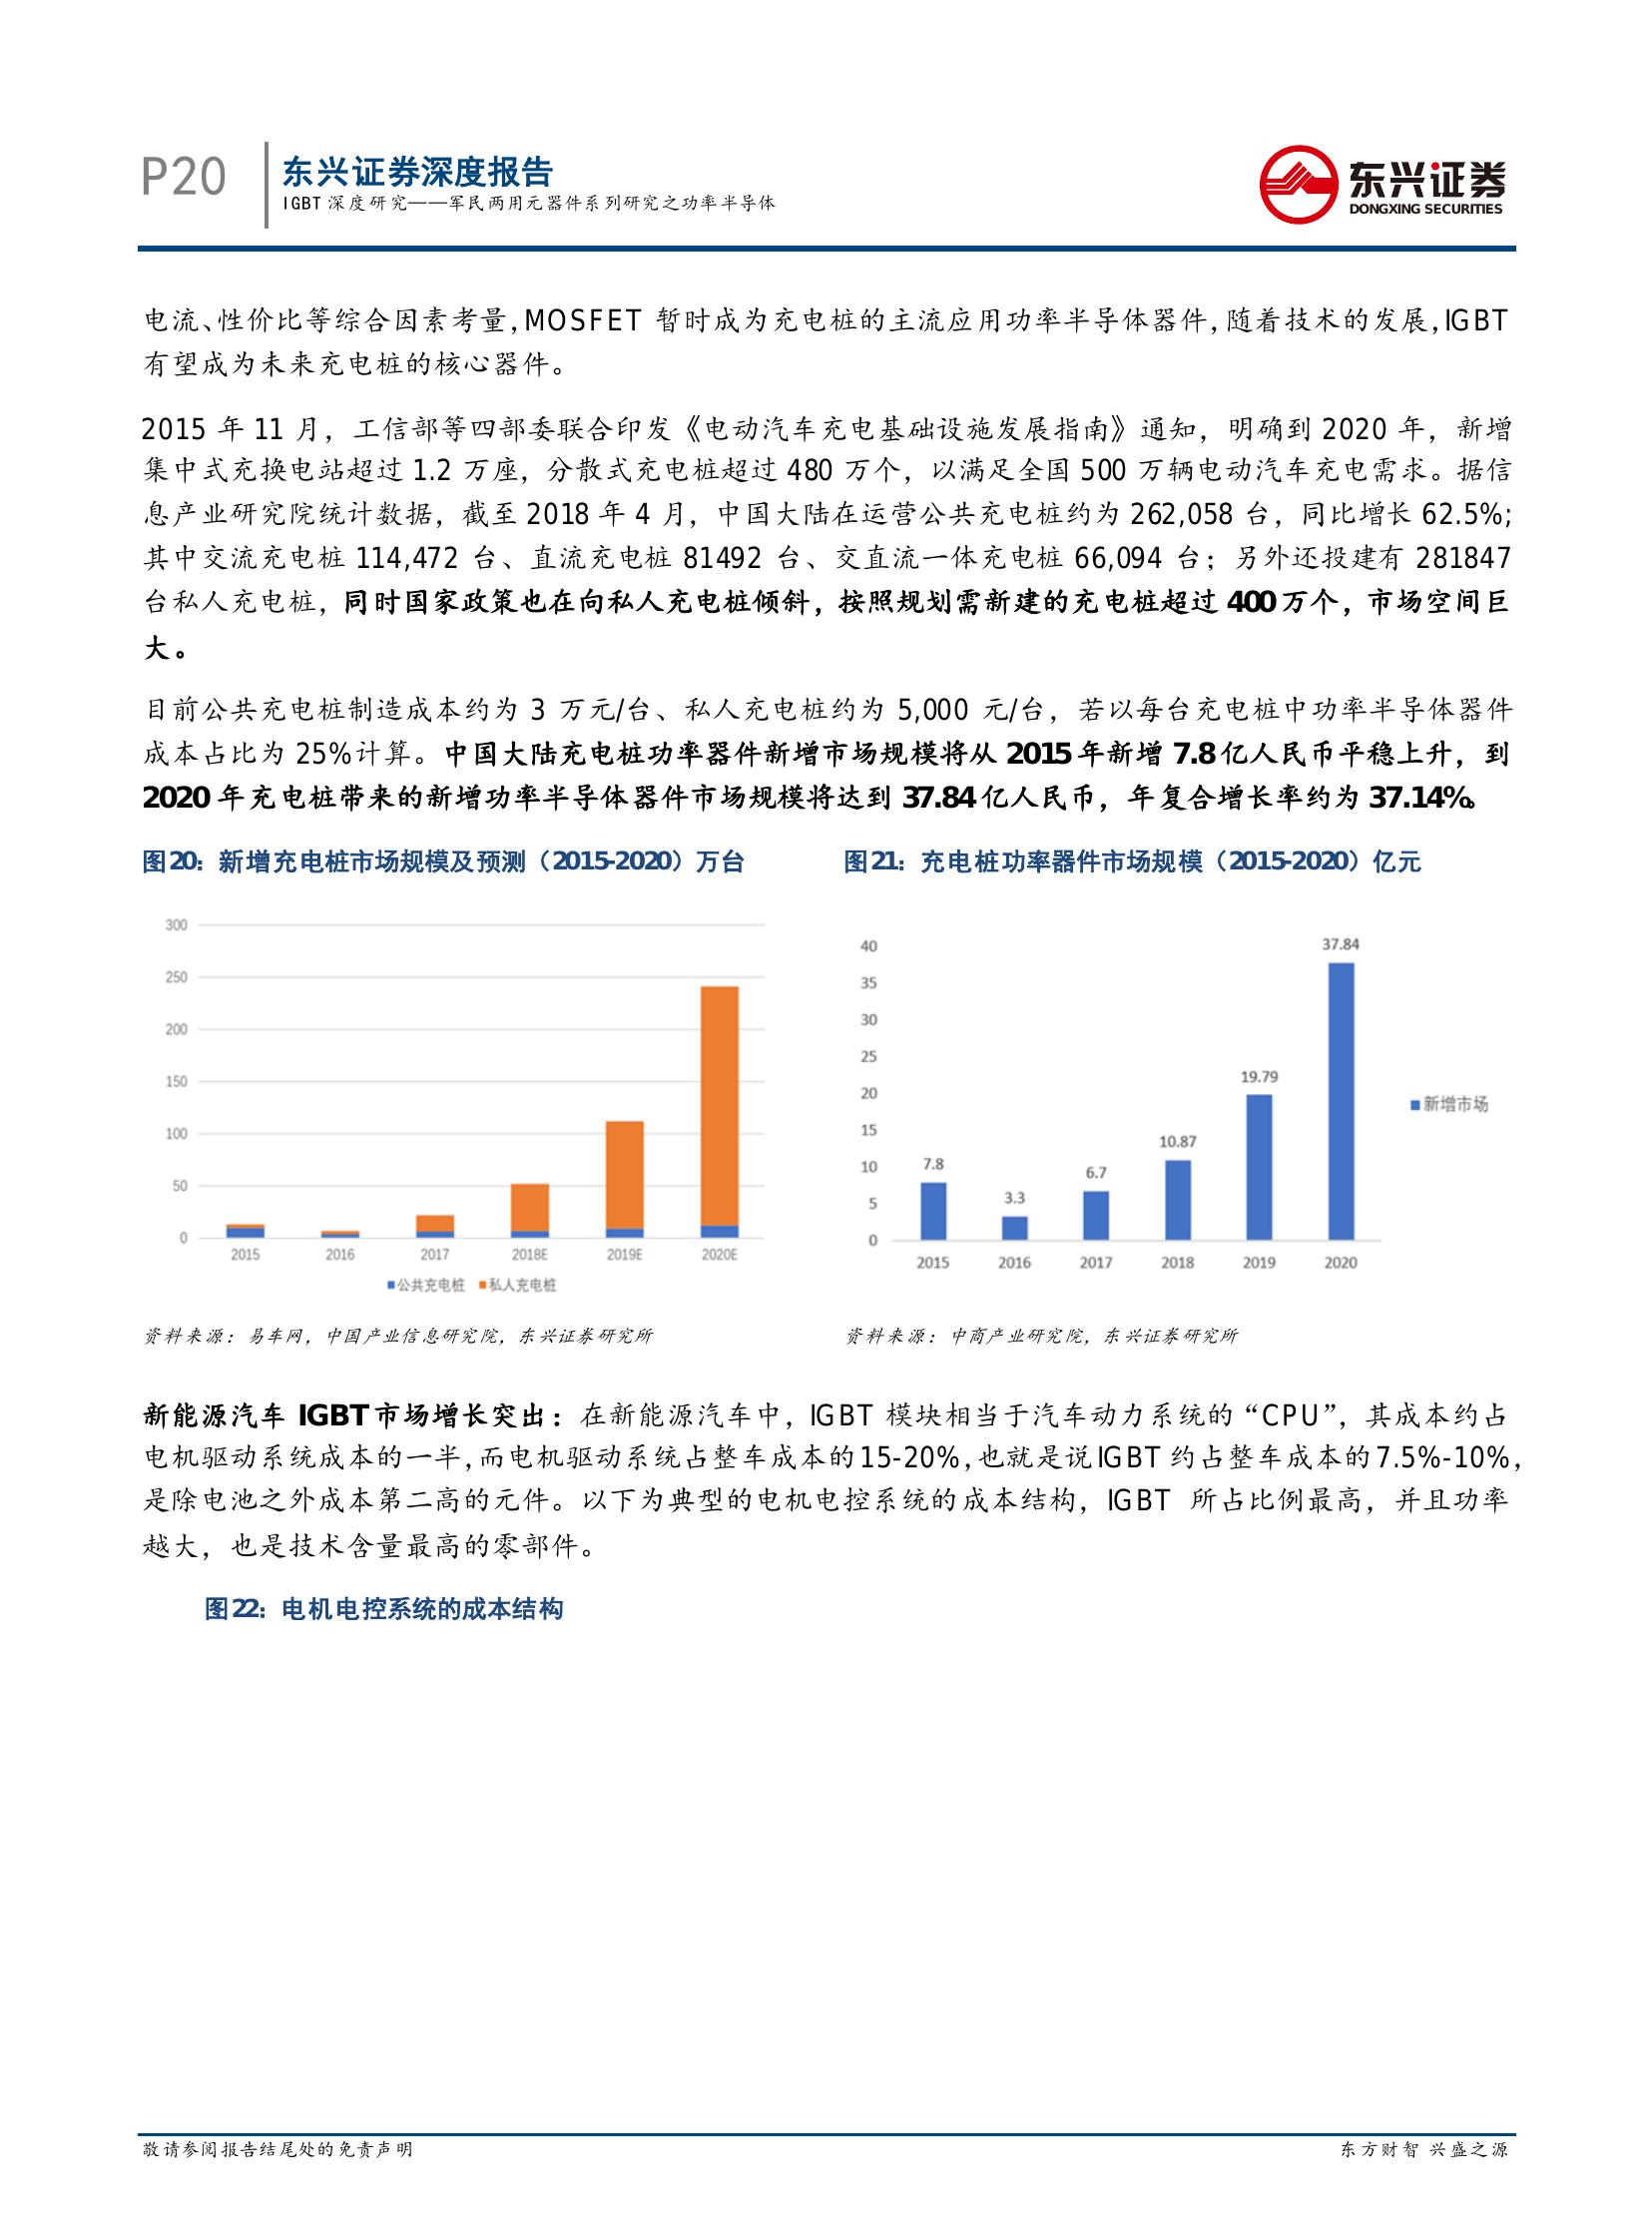 P20
东兴证券深度报告
IGBT 深度研究——军民两用元器件系列研究之功率半导体
东兴证券
DONGXING SECURITIES
电流、性价比等综合因素考量，MOSFET 暂时成为充电桩的主流应用功率半导体器件，随着技术的发展，IGBT
有望成为未来充电桩的核心器件。
2015 年 11 月，工信部等四部委联合印发《电动汽车充电基础设施发展指南》通知，明确到 2020 年，新增
集中式充换电站超过 1.2 万座，分散式充电桩超过 480 万个，以满足全国 500 万辆电动汽车充电需求。据信
息产业研究院统计数据，截至 2018 年 4 月，中国大陆在运营公共充电桩约为 262,058 台，同比增长 62.5%;
其中交流充电桩 114,472 台、直流充电桩 81492 台、交直流一体充电桩 66,094 台；另外还投建有 281847
台私人充电桩，同时国家政策也在向私人充电桩倾斜，按照规划需新建的充电桩超过 400 万个，市场空间巨
大。
目前公共充电桩制造成本约为 3 万元/台、私人充电桩约为 5,000 元/台，若以每台充电桩中功率半导体器件
成本占比为 25%计算。中国大陆充电桩功率器件新增市场规模将从 2015 年新增 7.8 亿人民币平稳上升，到
2020 年充电桩带来的新增功率半导体器件市场规模将达到 37.84 亿人民币，年复合增长率约为 37.14%。
图20：新增充电桩市场规模及预测（2015-2020）万台
300
250
200
150
100
50
0
2015 2016 2017 2018E 2019E 2020E
公共充电桩 私人充电桩
资料来源：易车网，中国产业信息研究院，东兴证券研究所
图21：充电桩功率器件市场规模（2015-2020）亿元
40
35
30
25
20
15
10
5
0
7.8 3.3 6.7 10.87 19.79 37.84
2015 2016 2017 2018 2019 2020
新增市场
资料来源：中商产业研究院，东兴证券研究所
新能源汽车 IGBT 市场增长突出：在新能源汽车中，IGBT 模块相当于汽车动力系统的“CPU”，其成本约占
电机驱动系统成本的一半，而电机驱动系统占整车成本的 15-20%，也就是说 IGBT 约占整车成本的 7.5%-10%，
是除电池之外成本第二高的元件。以下为典型的电机电控系统的成本结构，IGBT 所占比例最高，并且功率
越大，也是技术含量最高的零部件。
图22：电机电控系统的成本结构
敬请参阅报告结尾处的免责声明
东方财智 兴盛之源